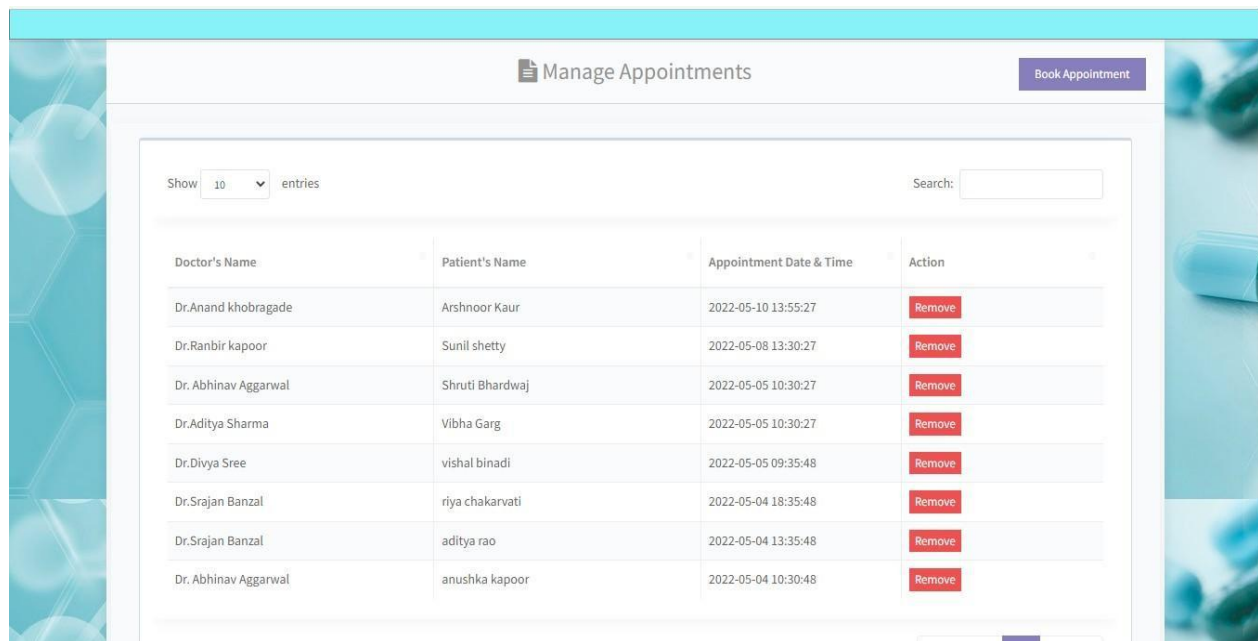 Manage Appointments
Book Appointment
Show 10 entries
Search:
Doctor's Name Patient's Name Appointment Date & Time Action
Dr.Anand khobragade Arshnoor Kaur 2022-05-10 13:55:27 Remove
Dr.Ranbir kapoor Sunil shetty 2022-05-08 13:30:27 Remove
Dr. Abhinav Aggarwal Shruti Bhardwaj 2022-05-05 10:30:27 Remove
Dr.Aditya Sharma Vibha Garg 2022-05-05 10:30:27 Remove
Dr.Divya Sree vishal binadi 2022-05-05 09:35:48 Remove
Dr.Srajan Banzal riya chakarvati 2022-05-04 18:35:48 Remove
Dr.Srajan Banzal aditya rao 2022-05-04 13:35:48 Remove
Dr. Abhinav Aggarwal anushka kapoor 2022-05-04 10:30:48 Remove